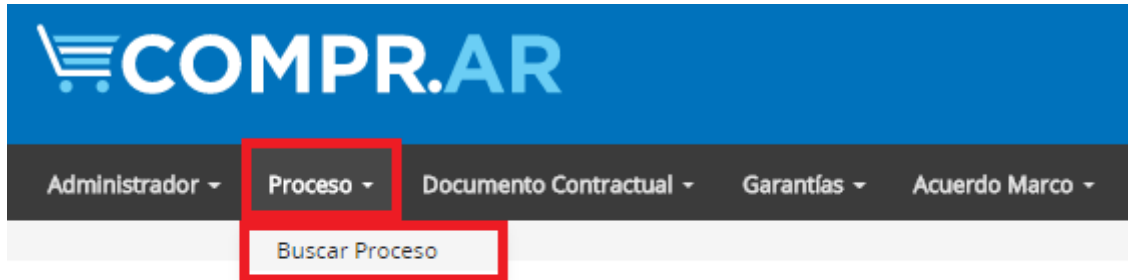 COMPR.AR
Administrador Proceso Documento Contractual Garantías Acuerdo Marco
Buscar Proceso